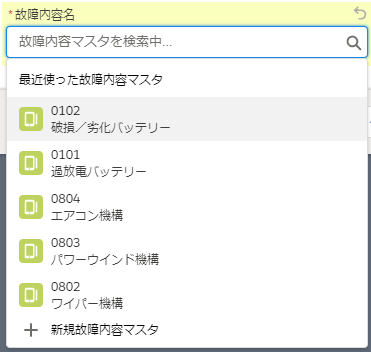 *故障内容名
故障内容マスタを検索中...
最近使った故障内容マスタ
0102
破損／劣化バッテリー
0101
過放電バッテリー
0804
エアコン機構
0803
パワーウインド機構
0802
ワイパー機構
新規故障内容マスタ